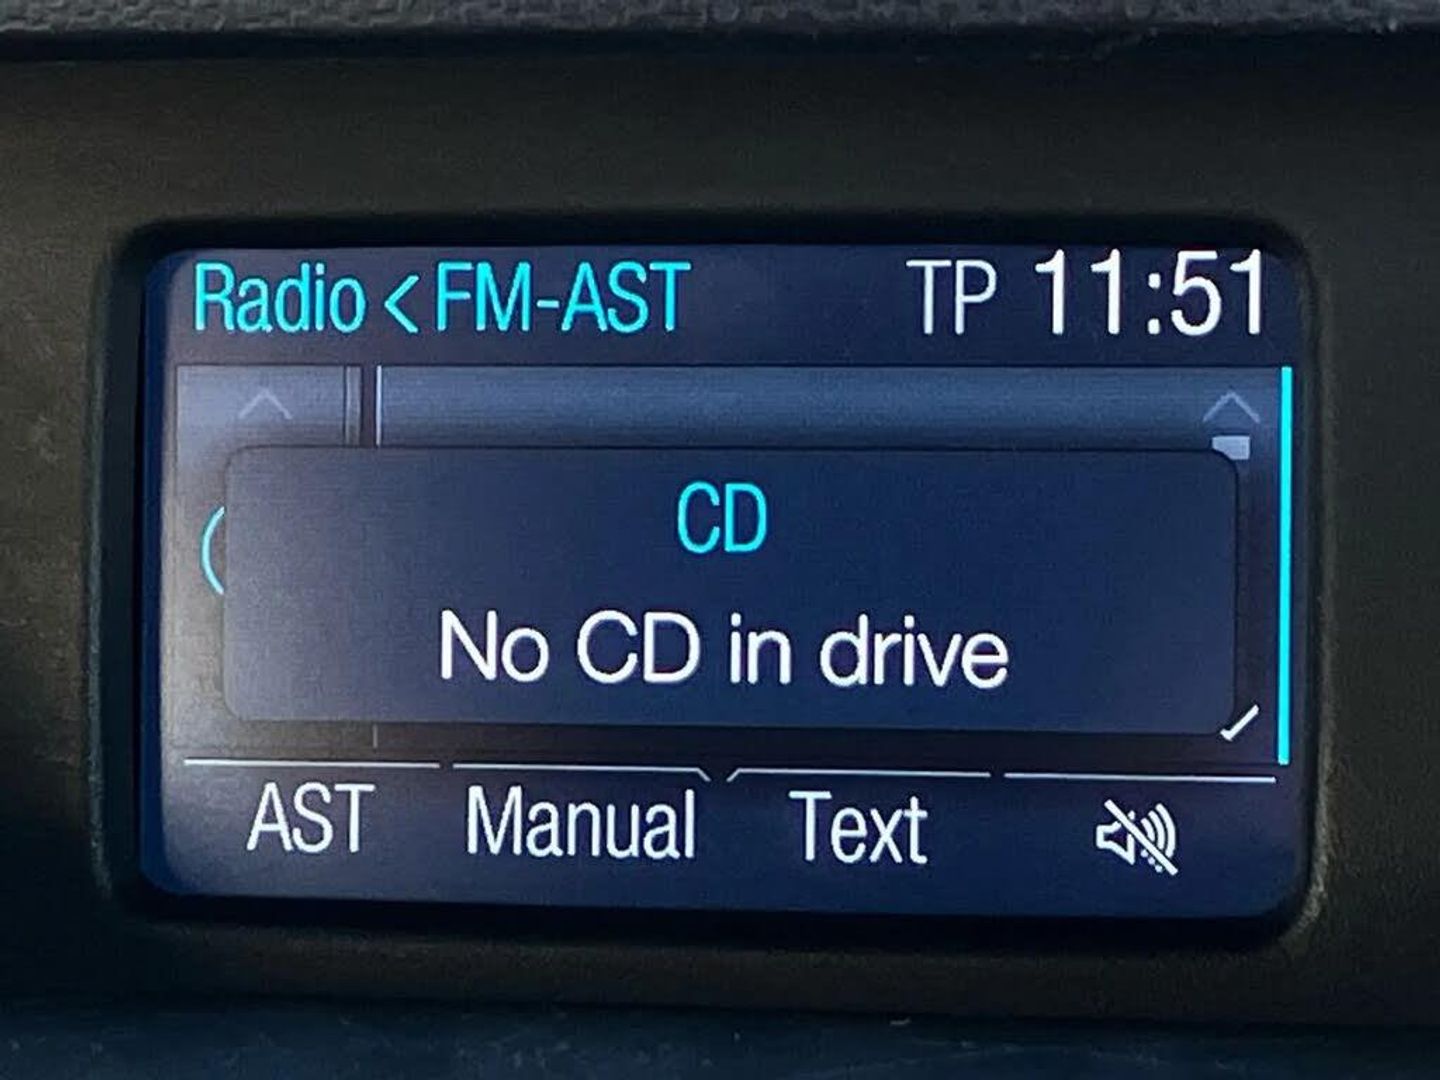 Radio < FM-AST TP 11:51
CD
No CD in drive
AST Manual Text